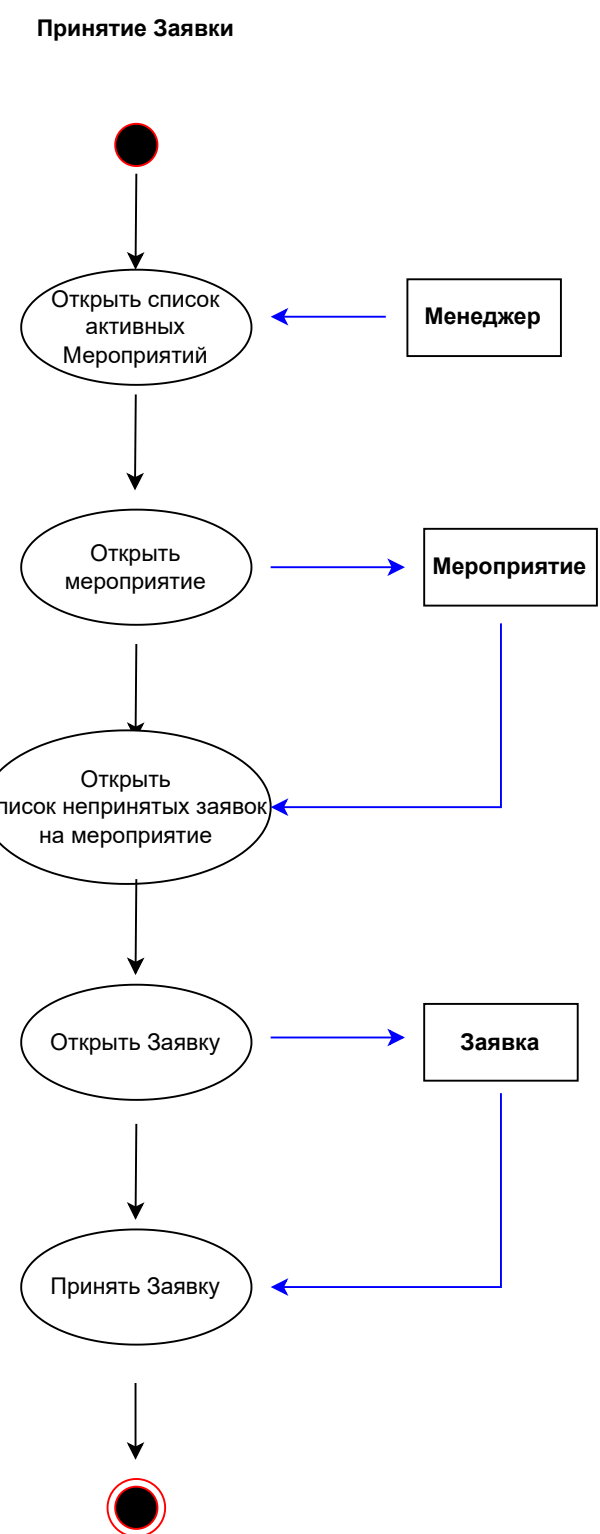 Принятие Заявки
Открыть список
активных
Мероприятий
Менеджер
Открыть
мероприятие
Мероприятие
Открыть
непринятых заявок
на мероприятие
Открыть Заявку
Заявка
Принять Заявку